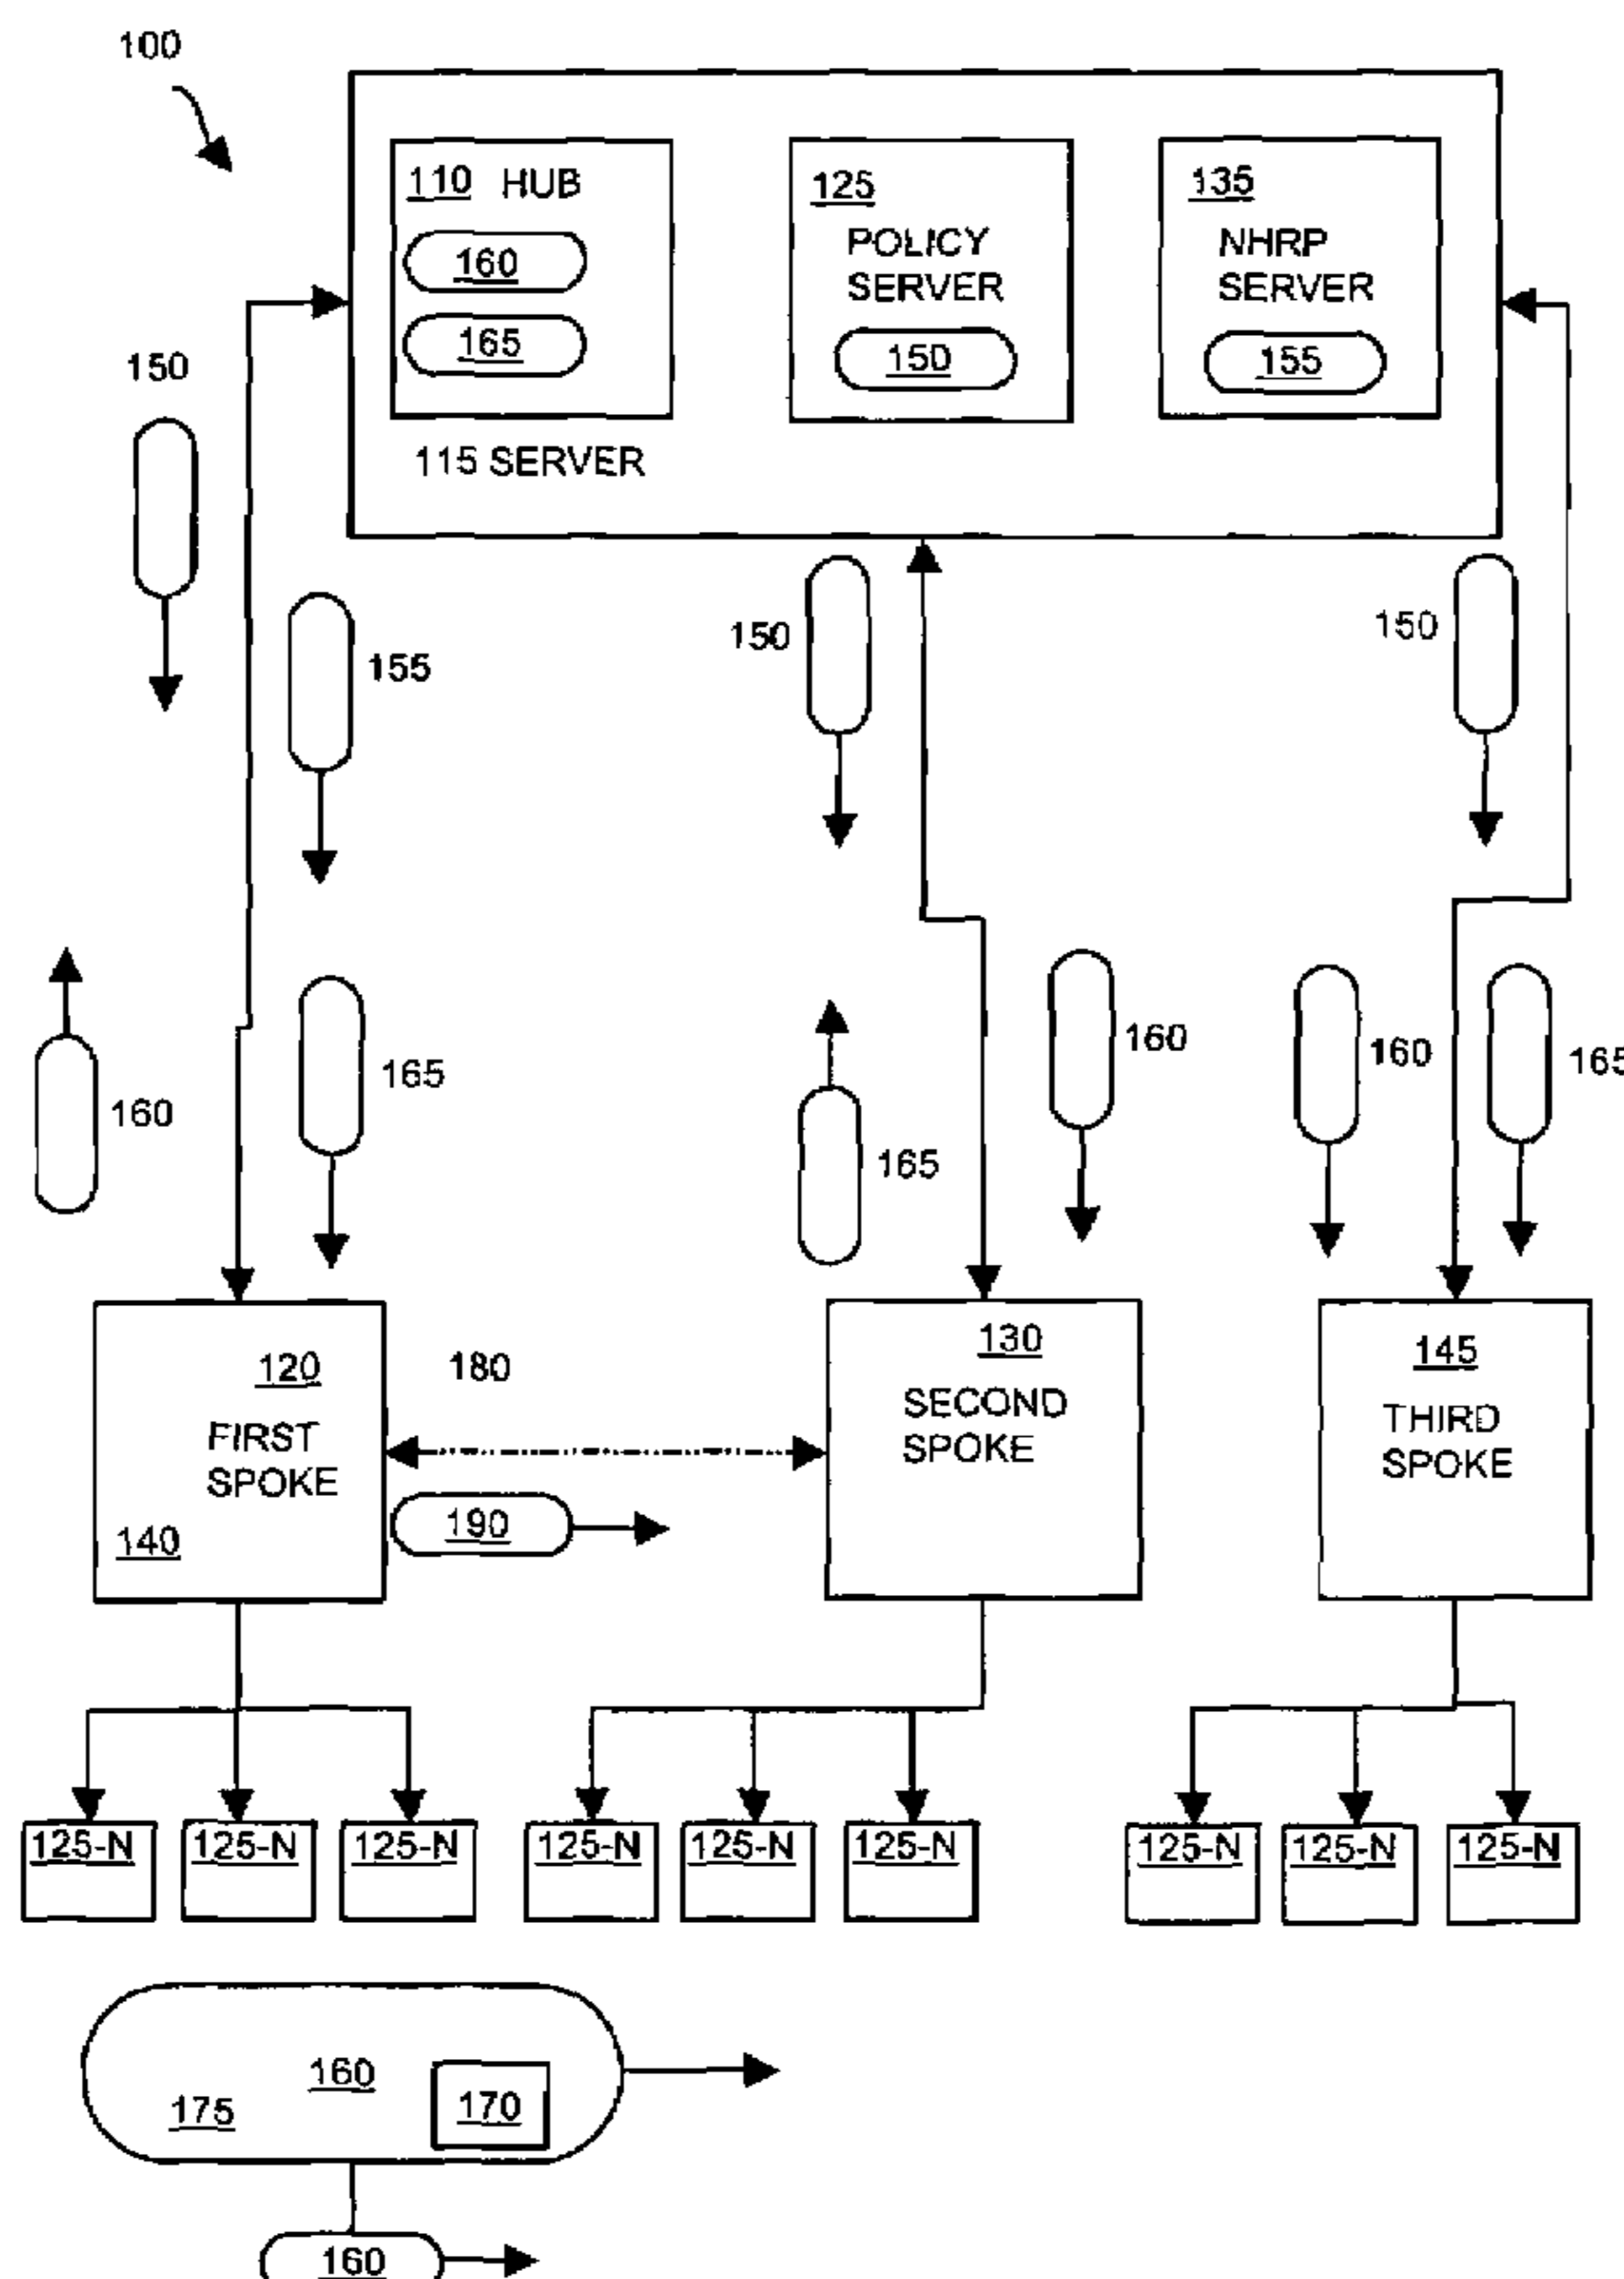 100
110 HUB
160
165
125
POLICY
SERVER
150
135
NHRP
SERVER
155
115 SERVER
150
155
150
150
160
165
165
160
160
165
120
FIRST
SPOKE
140
180
190
130
SECOND
SPOKE
145
THIRD
SPOKE
125-N
125-N
125-N
125-N
125-N
125-N
125-N
125-N
125-N
160
175
170
160